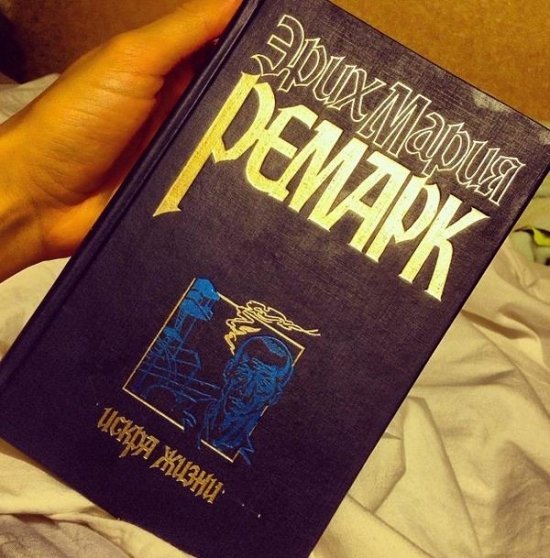 Эрих Мария
РЕМАРК
искра жизни